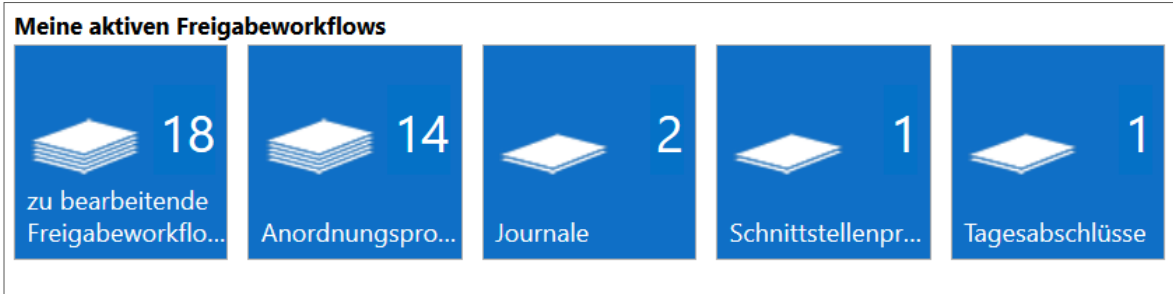 Meine aktiven Freigabeworkflows
18
zu bearbeitende
Freigabeworkflo...
14
Anordnungspro...
2
Journale
1
Schnittstellenpr...
1
Tagesabschlüsse